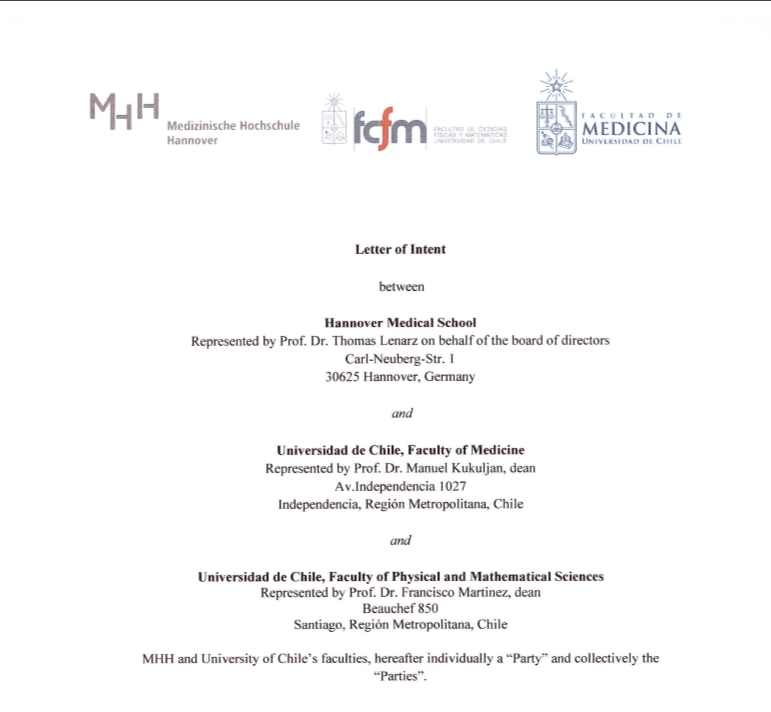 MHH
Medizinische Hochschule
Hannover
fcfm
FACULTAD DE CIENCIAS
FÍSICAS Y MATEMÁTICAS
UNIVERSIDAD DE CHILE
FACULTAD DE
MEDICINA
UNIVERSIDAD DE CHILE
Letter of Intent
between
Hannover Medical School
Represented by Prof. Dr. Thomas Lenarz on behalf of the board of directors
Carl-Neuberg-Str. 1
30625 Hannover, Germany
and
Universidad de Chile, Faculty of Medicine
Represented by Prof. Dr. Manuel Kukuljan, dean
Av.Independencia 1027
Independencia, Región Metropolitana, Chile
and
Universidad de Chile, Faculty of Physical and Mathematical Sciences
Represented by Prof. Dr. Francisco Martinez, dean
Beauchef 850
Santiago, Región Metropolitana, Chile
MHH and University of Chile's faculties, hereafter individually a “Party” and collectively the
“Parties”.